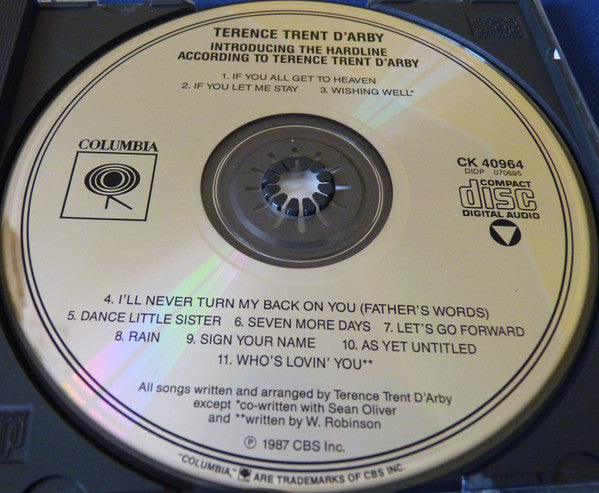 TERENCE TRENT D'ARBY
INTRODUCING THE HARDLINE
ACCORDING TO TERENCE TRENT D'ARBY
1. IF YOU ALL GET TO HEAVEN
2. IF YOU LET ME STAY 3. WISHING WELL*
COLUMBIA
CK 40964
DIDP 070695
COMPACT
disc
DIGITAL AUDIO
4. I'LL NEVER TURN MY BACK ON YOU (FATHER'S WORDS)
5. DANCE LITTLE SISTER 6. SEVEN MORE DAYS 7. LET'S GO FORWARD
8. RAIN 9. SIGN YOUR NAME 10. AS YET UNTITLED
11. WHO'S LOVIN' YOU**
All songs written and arranged by Terence Trent D'Arby
except *co-written with Sean Oliver
and **written by W. Robinson
℗ 1987 CBS Inc.
"COLUMBIA," ARE TRADEMARKS OF CBS INC.